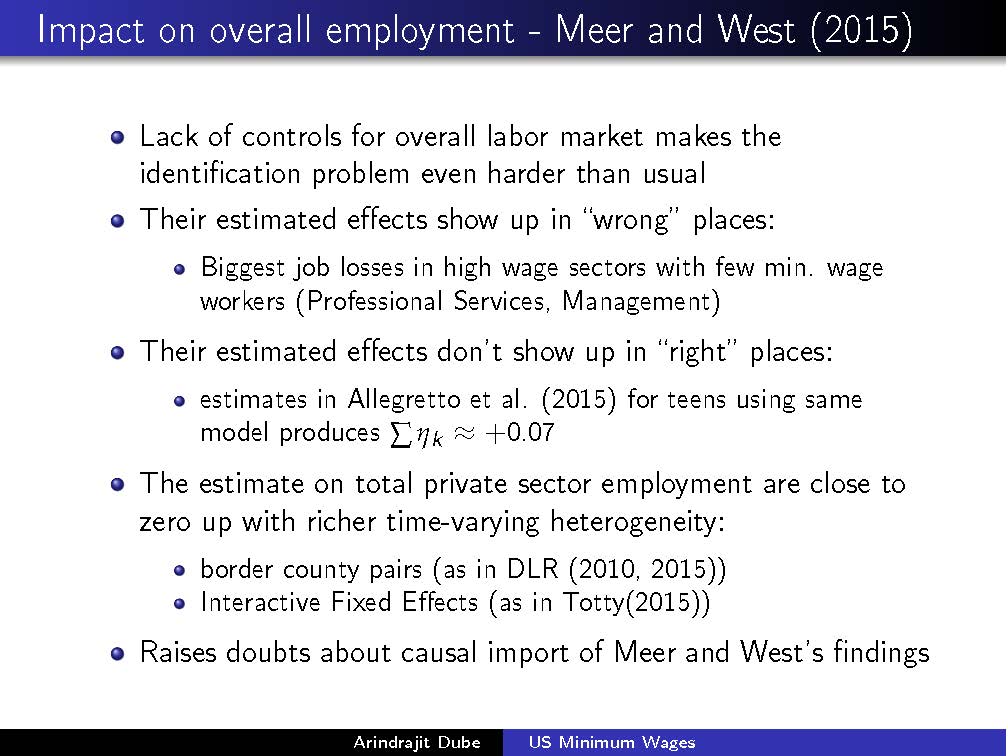 Impact on overall employment - Meer and West (2015)
Lack of controls for overall labor market makes the
identification problem even harder than usual
Their estimated effects show up in “wrong” places:
Biggest job losses in high wage sectors with few min. wage
workers (Professional Services, Management)
Their estimated effects don't show up in “right” places:
estimates in Allegretto et al. (2015) for teens using same
model produces ∑ηk ≈ +0.07
The estimate on total private sector employment are close to
zero up with richer time-varying heterogeneity:
border county pairs (as in DLR (2010, 2015))
Interactive Fixed Effects (as in Totty(2015))
Raises doubts about causal import of Meer and West's findings
Arindrajit Dube US Minimum Wages